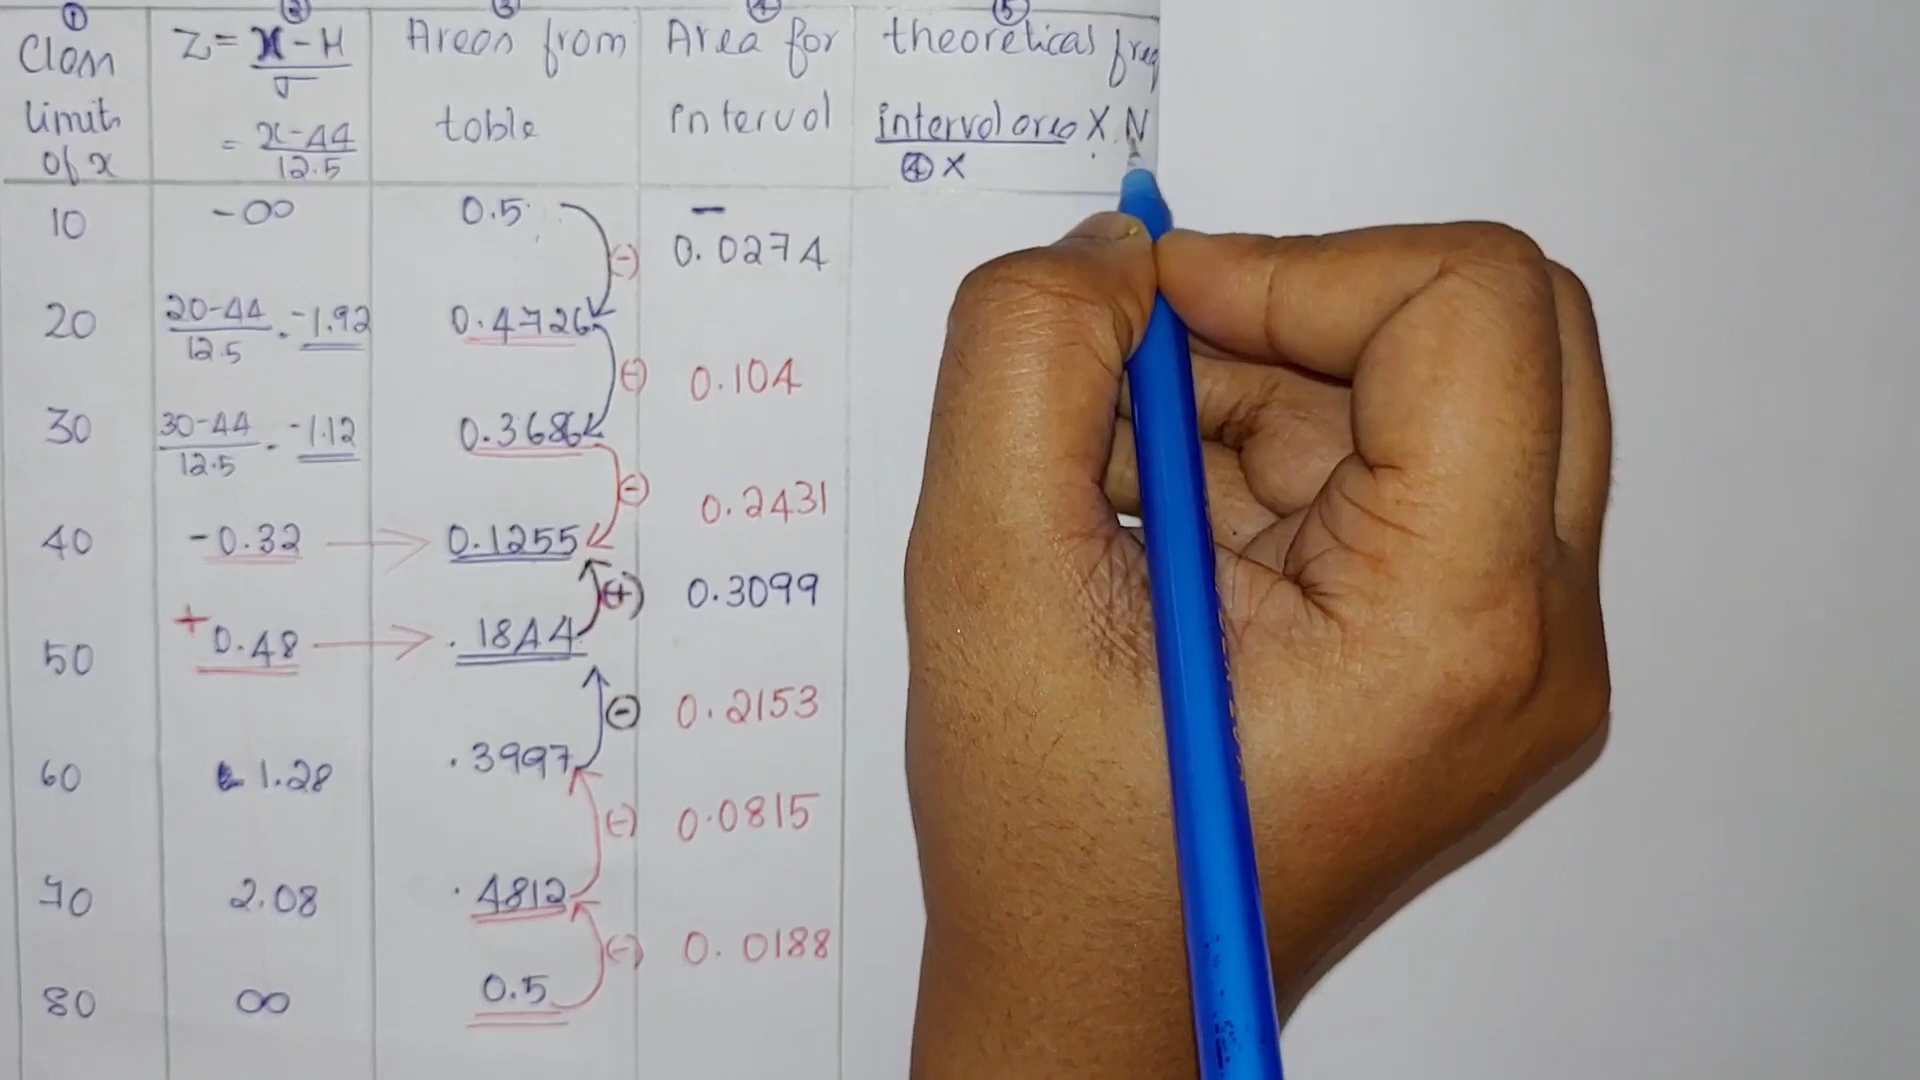 ① ② ③ ④ ⑤
Clam Z = x-μ Areas from Area for theoretical freq
σ
limits = x-44 table interval interval area X N
of x 12.5 ④ X
10 -∞ 0.5 -
(-) 0.0274
20 20-44 = -1.92 0.4726
12.5
(-) 0.104
30 30-44 = -1.12 0.3686
12.5
(-) 0.2431
40 -0.32 0.1255
(+) 0.3099
50 +0.48 .1844
(-) 0.2153
60 1.28 .3997
(-) 0.0815
70 2.08 .4812
(-) 0.0188
80 ∞ 0.5